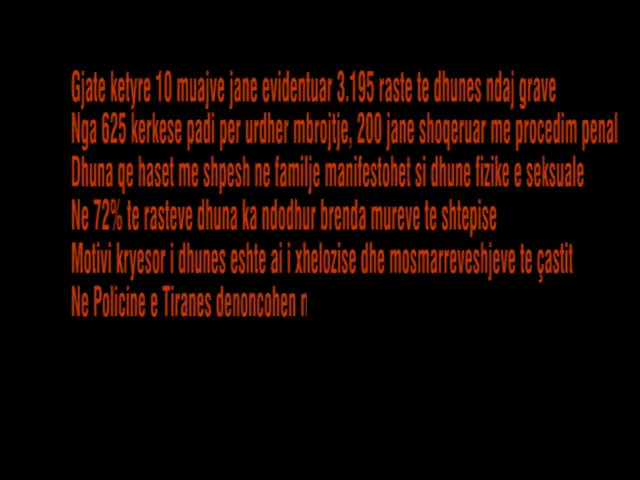 Gjate ketyre 10 muajve jane evidentuar 3.195 raste te dhunes ndaj grave
Nga 625 kerkese padi per urdher mbrojtje, 200 jane shoqeruar me procedim penal
Dhuna qe haset me shpesh ne familje manifestohet si dhune fizike e seksuale
Ne 72% te rasteve dhuna ka ndodhur brenda mureve te shtepise
Motivi kryesor i dhunes eshte ai i xhelozise dhe mosmarreveshjeve te çastit
Ne Policine e Tiranes denoncohen